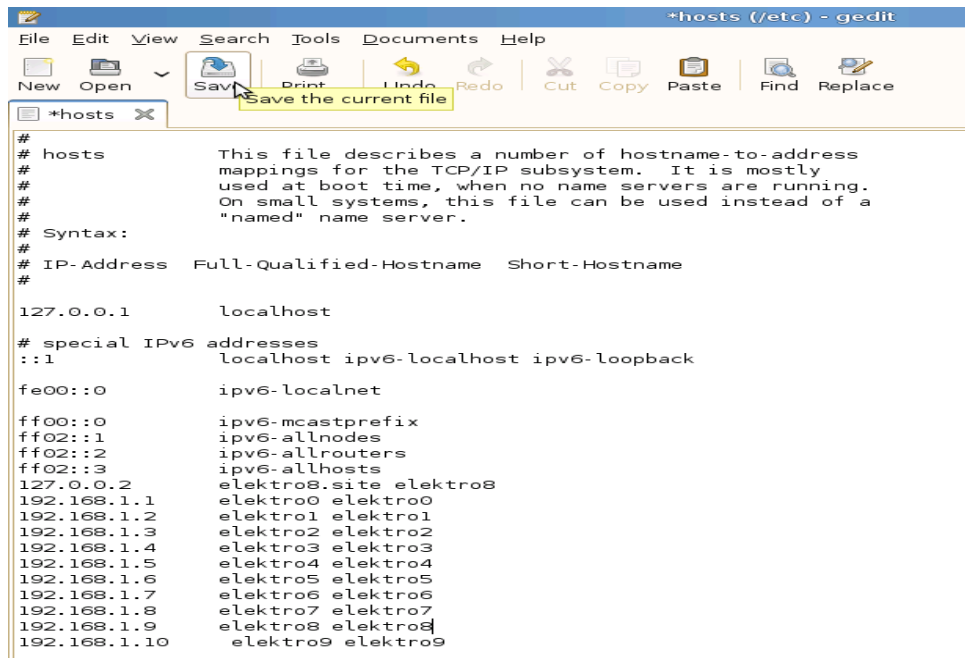 *hosts (/etc) - gedit
File Edit View Search Tools Documents Help
New Open Save Print Undo Redo Cut Copy Paste Find Replace
Save the current file
*hosts
#
# hosts This file describes a number of hostname-to-address
# mappings for the TCP/IP subsystem. It is mostly
# used at boot time, when no name servers are running.
# On small systems, this file can be used instead of a
# "named" name server.
# Syntax:
#
# IP-Address Full-Qualified-Hostname Short-Hostname
#
127.0.0.1 localhost
# special IPv6 addresses
::1 localhost ipv6-localhost ipv6-loopback
fe00::0 ipv6-localnet
ff00::0 ipv6-mcastprefix
ff02::1 ipv6-allnodes
ff02::2 ipv6-allrouters
ff02::3 ipv6-allhosts
127.0.0.2 elektro8.site elektro8
192.168.1.1 elektro0 elektro0
192.168.1.2 elektro1 elektro1
192.168.1.3 elektro2 elektro2
192.168.1.4 elektro3 elektro3
192.168.1.5 elektro4 elektro4
192.168.1.6 elektro5 elektro5
192.168.1.7 elektro6 elektro6
192.168.1.8 elektro7 elektro7
192.168.1.9 elektro8 elektro8
192.168.1.10 elektro9 elektro9